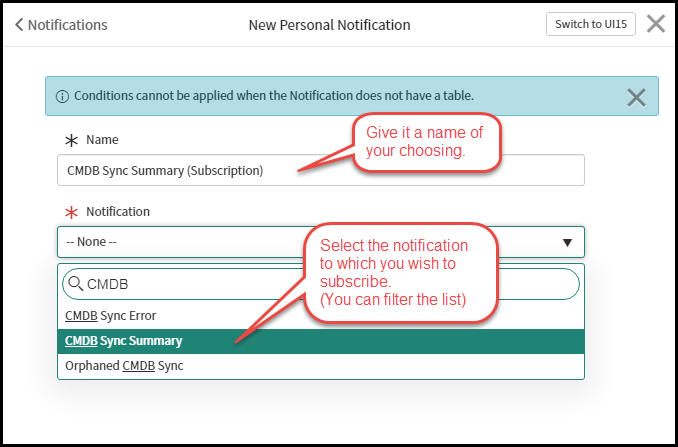 Notifications
New Personal Notification
Switch to UI15
Conditions cannot be applied when the Notification does not have a table.
Name
Give it a name of
your choosing.
CMDB Sync Summary (Subscription)
Notification
-- None --
Select the notification
to which you wish to
subscribe.
(You can filter the list)
CMDB
CMDB Sync Error
CMDB Sync Summary
Orphaned CMDB Sync